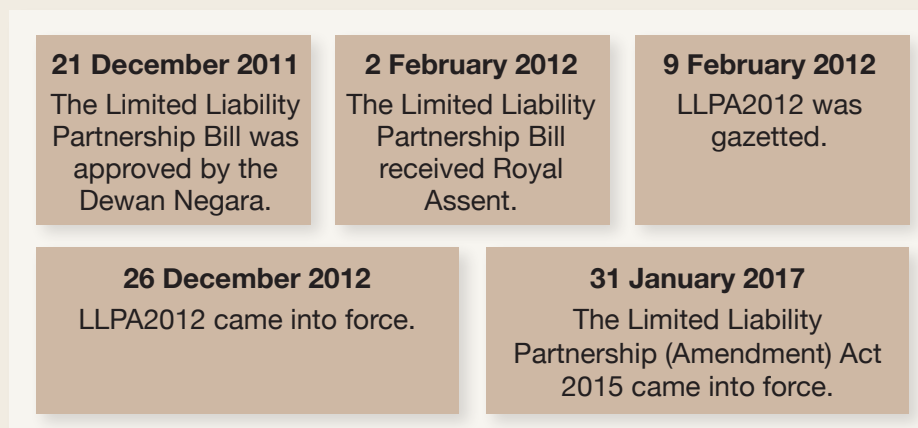 21 December 2011
The Limited Liability
Partnership Bill was
approved by the
Dewan Negara.
2 February 2012
The Limited Liability
Partnership Bill
received Royal
Assent.
9 February 2012
LLPA2012 was
gazetted.
26 December 2012
LLPA2012 came into force.
31 January 2017
The Limited Liability
Partnership (Amendment) Act
2015 came into force.